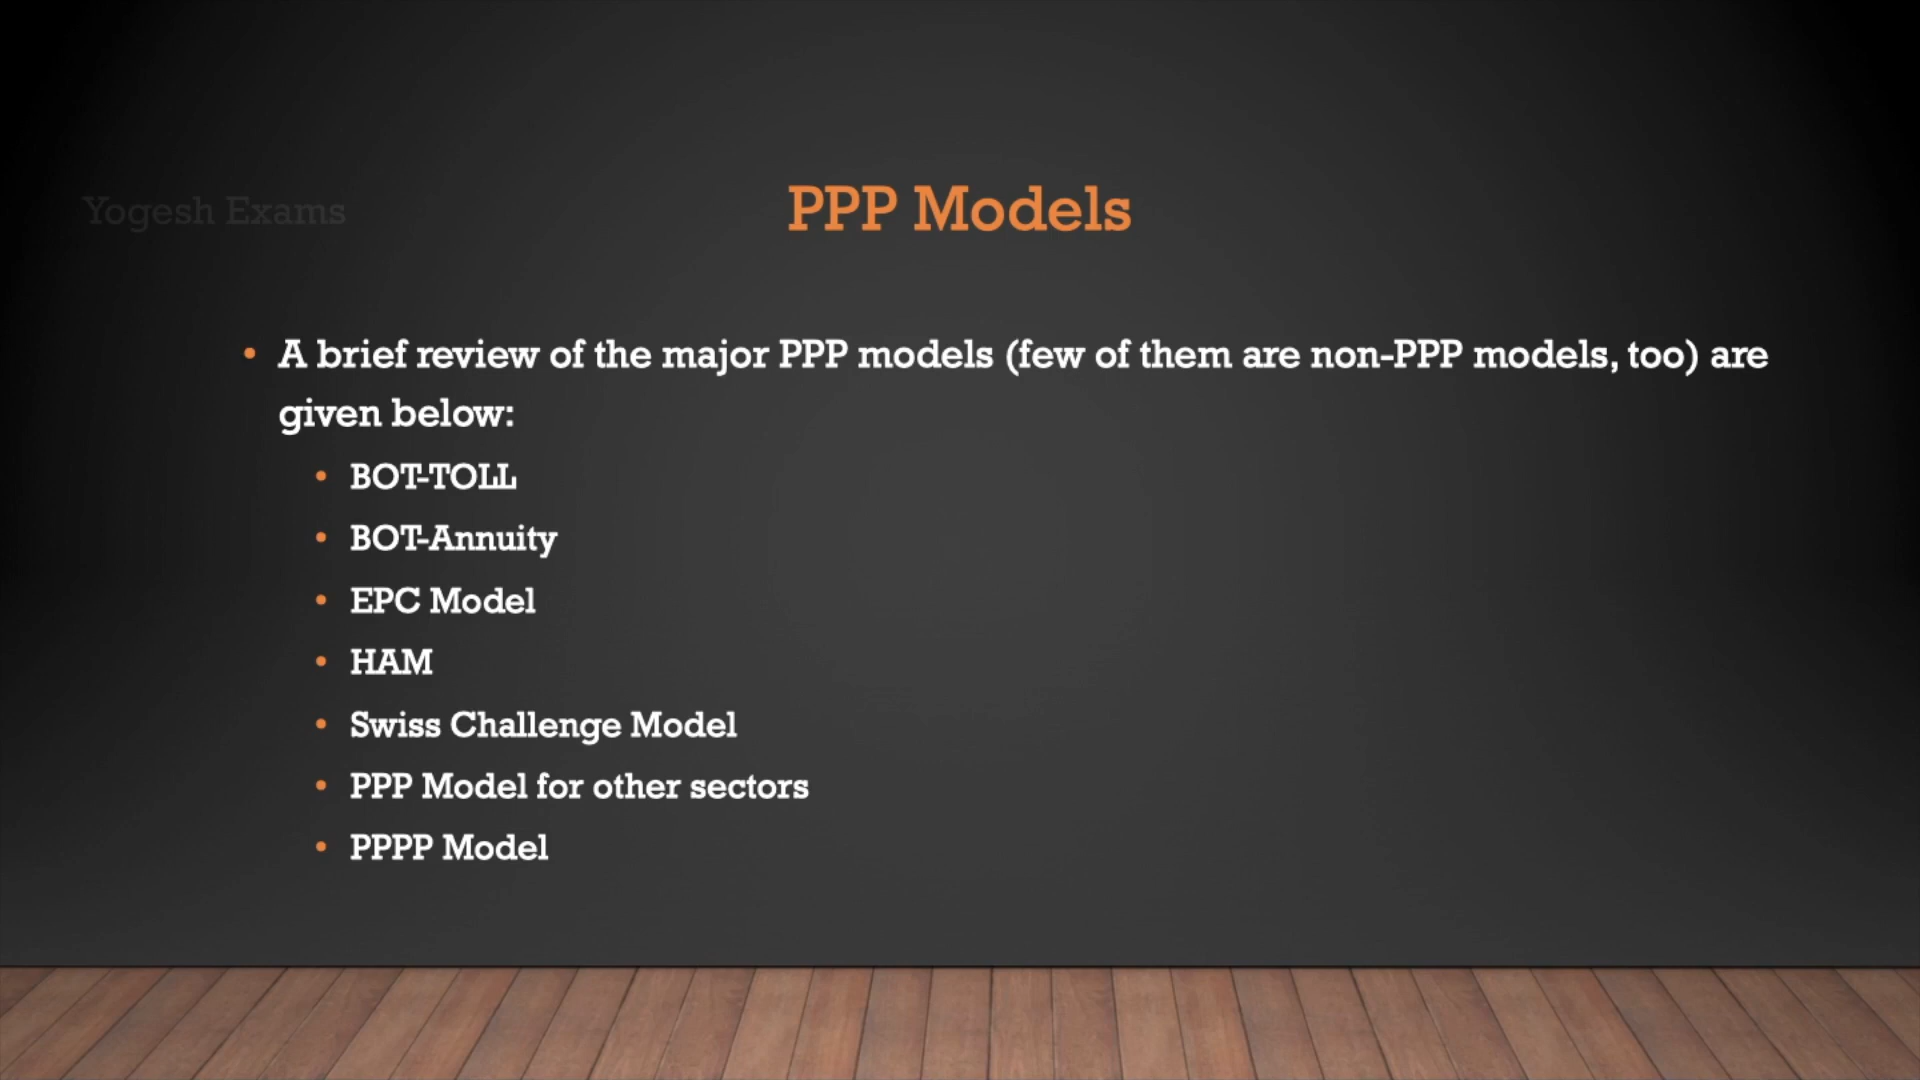 Yogesh Exams
PPP Models
• A brief review of the major PPP models (few of them are non-PPP models, too) are
given below:
• BOT-TOLL
• BOT-Annuity
• EPC Model
• HAM
• Swiss Challenge Model
• PPP Model for other sectors
• PPPP Model